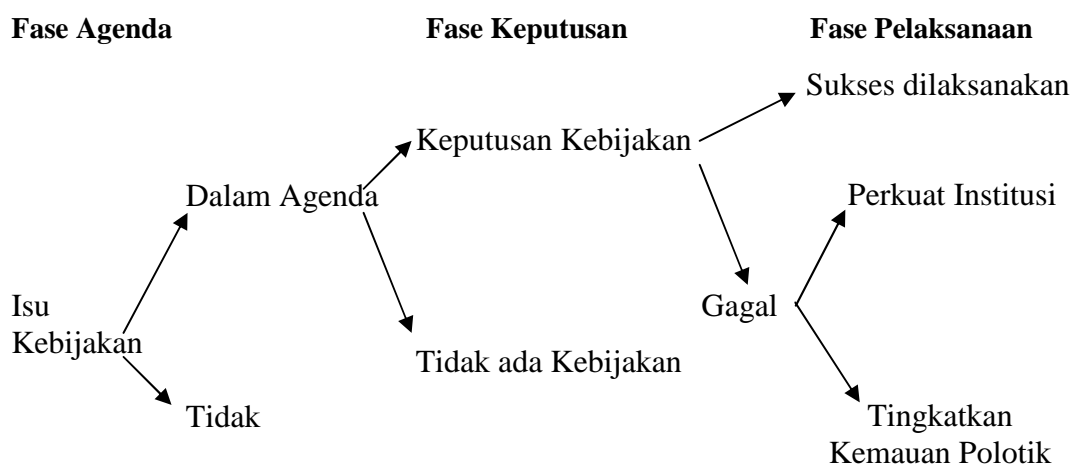 Fase Agenda
Fase Keputusan
Fase Pelaksanaan
Sukses dilaksanakan
Keputusan Kebijakan
Dalam Agenda
Perkuat Institusi
Isu
Kebijakan
Gagal
Tidak ada Kebijakan
Tidak
Tingkatkan
Kemauan Polotik